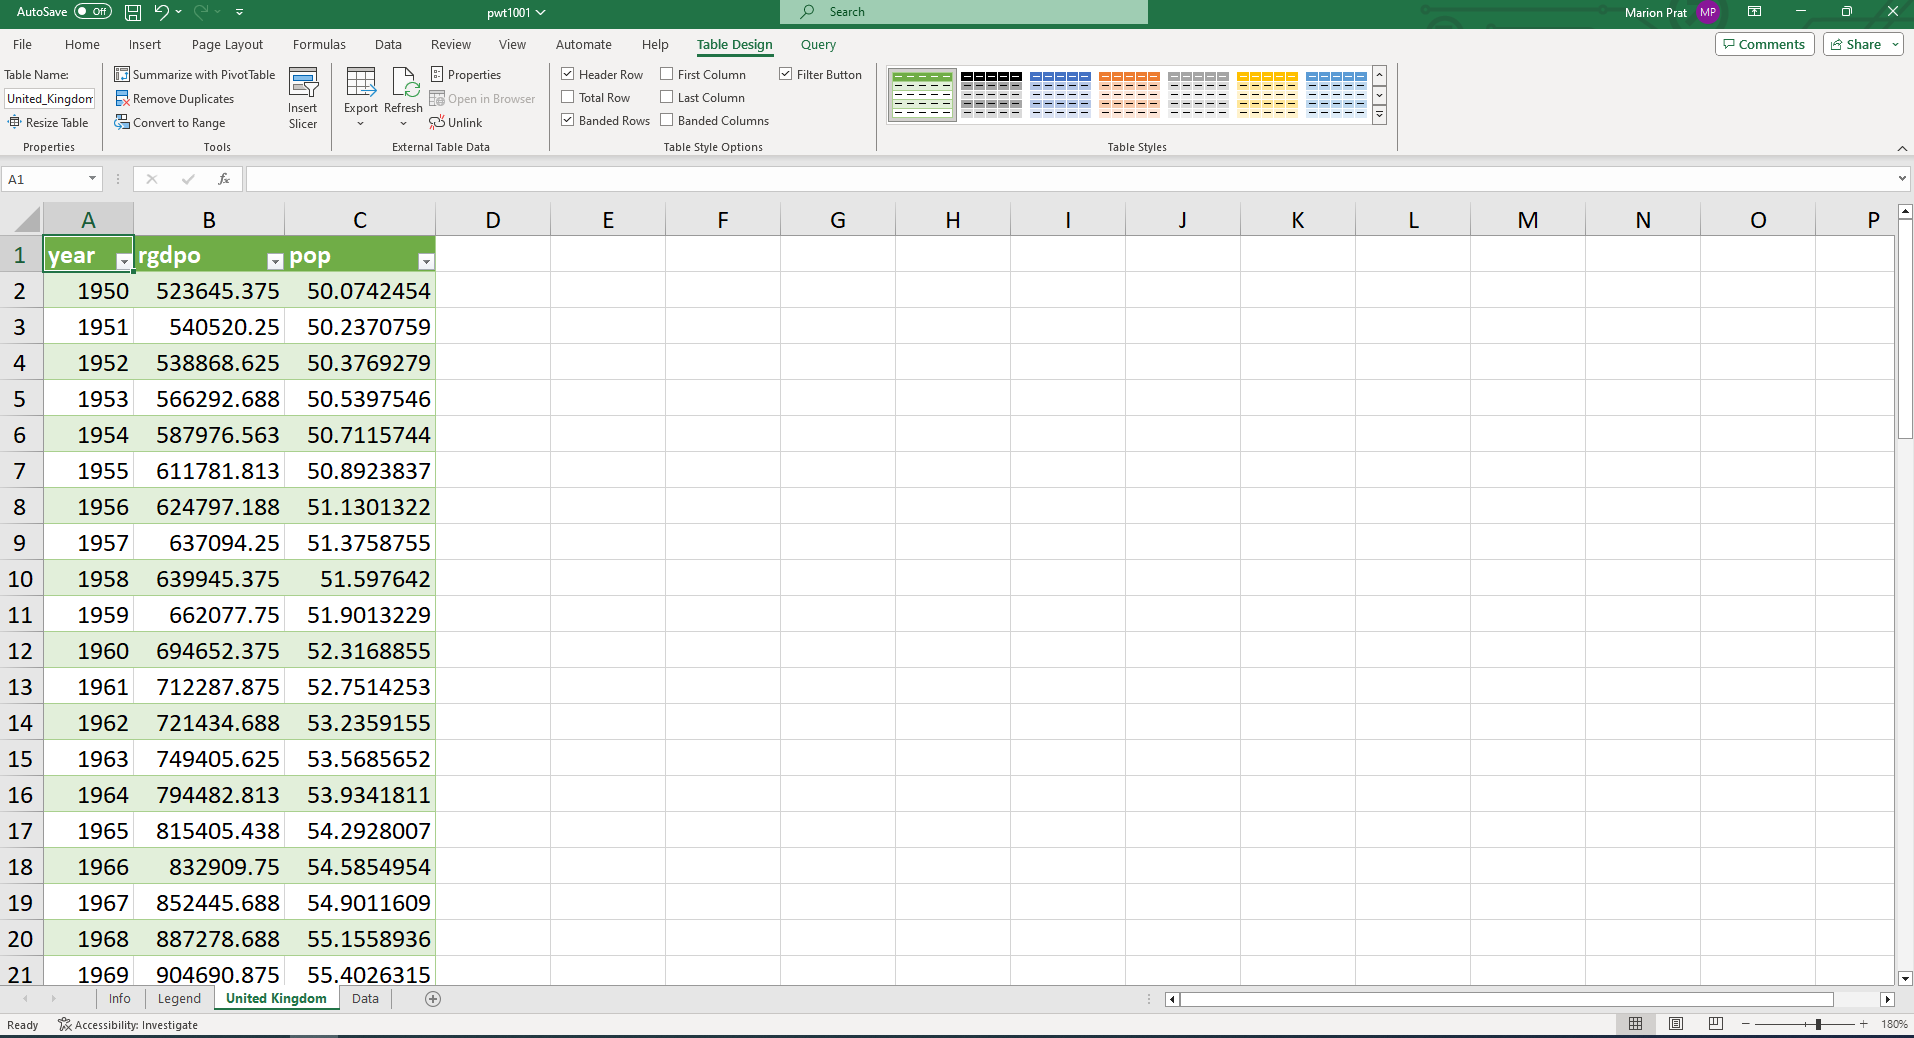 AutoSave Off pwt1001 Search Marion Prat MP
File Home Insert Page Layout Formulas Data Review View Automate Help Table Design Query Comments Share
Table Name:
United_Kingdom
Resize Table
Properties
Summarize with PivotTable
Remove Duplicates
Convert to Range
Insert
Slicer
Tools
Export
Refresh
Properties
Open in Browser
Unlink
External Table Data
Header Row First Column Filter Button
Total Row Last Column
Banded Rows Banded Columns
Table Style Options
Table Styles
A1 fx
A B C D E F G H I J K L M N O P
1 year rgdpo pop
2 1950 523645.375 50.0742454
3 1951 540520.25 50.2370759
4 1952 538868.625 50.3769279
5 1953 566292.688 50.5397546
6 1954 587976.563 50.7115744
7 1955 611781.813 50.8923837
8 1956 624797.188 51.1301322
9 1957 637094.25 51.3758755
10 1958 639945.375 51.597642
11 1959 662077.75 51.9013229
12 1960 694652.375 52.3168855
13 1961 712287.875 52.7514253
14 1962 721434.688 53.2359155
15 1963 749405.625 53.5685652
16 1964 794482.813 53.9341811
17 1965 815405.438 54.2928007
18 1966 832909.75 54.5854954
19 1967 852445.688 54.9011609
20 1968 887278.688 55.1558936
21 1969 904690.875 55.4026315
Info Legend United Kingdom Data
Ready Accessibility: Investigate 180%